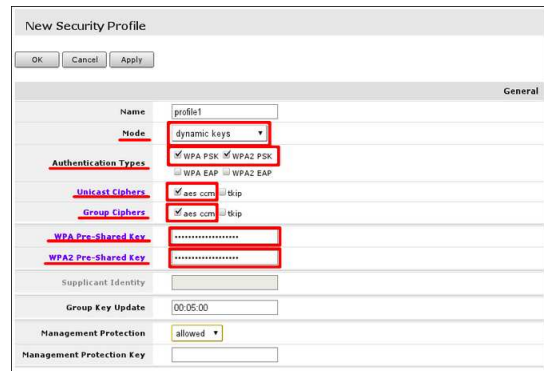 New Security Profile
OK Cancel Apply
General
Name profile1
Mode dynamic keys
Authentication Types WPA PSK WPA2 PSK
WPA EAP WPA2 EAP
Unicast Ciphers aes ccm tkip
Group Ciphers aes ccm tkip
WPA Pre-Shared Key •••••••••••••••••••
WPA2 Pre-Shared Key •••••••••••••••••••
Supplicant Identity
Group Key Update 00:05:00
Management Protection allowed
Management Protection Key